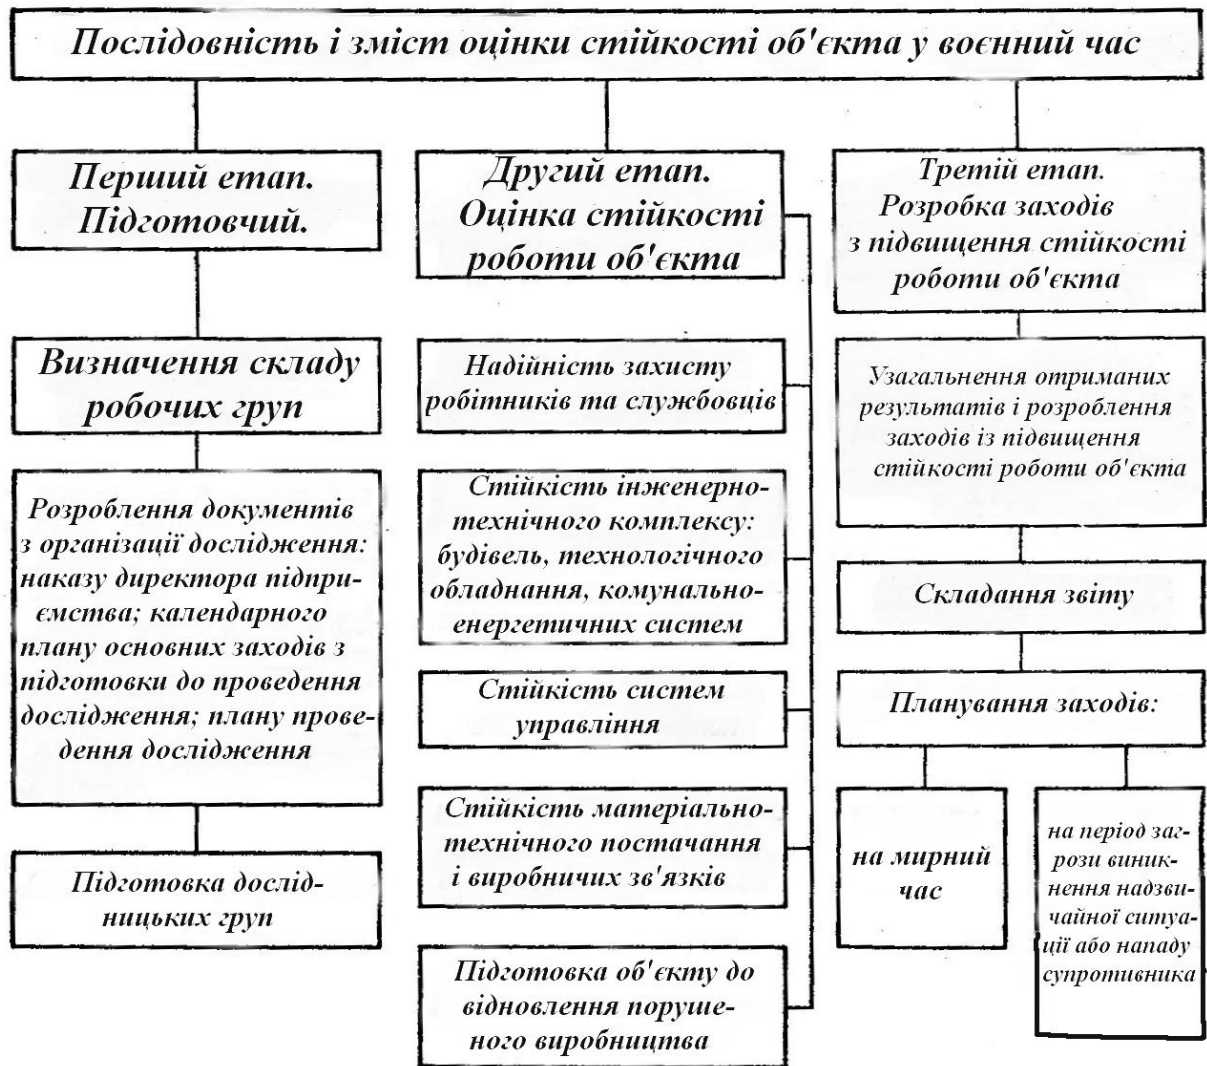 Послідовність і зміст оцінки стійкості об'єкта у воєнний час
Перший етап.
Підготовчий.
Визначення складу
робочих груп
Розроблення документів
з організації дослідження:
наказу директора підпри-
ємства; календарного
плану основних заходів з
підготовки до проведення
дослідження; плану прове-
дення дослідження
Підготовка дослід-
ницьких груп
Другий етап.
Оцінка стійкості
роботи об'єкта
Надійність захисту
робітників та службовців
Стійкість інженерно-
технічного комплексу:
будівель, технологічного
обладнання, комунально-
енергетичних систем
Стійкість систем
управління
Стійкість матеріально-
технічного постачання
і виробничих зв'язків
Підготовка об'єкту до
відновлення поруше-
ного виробництва
Третій етап.
Розробка заходів
з підвищення стійкості
роботи об'єкта
Узагальнення отриманих
результатів і розроблення
заходів із підвищення
стійкості роботи об'єкта
Складання звіту
Планування заходів:
на мирний
час
на період заг-
рози виник-
нення надзви-
чайної ситуа-
ції або нападу
супротивника